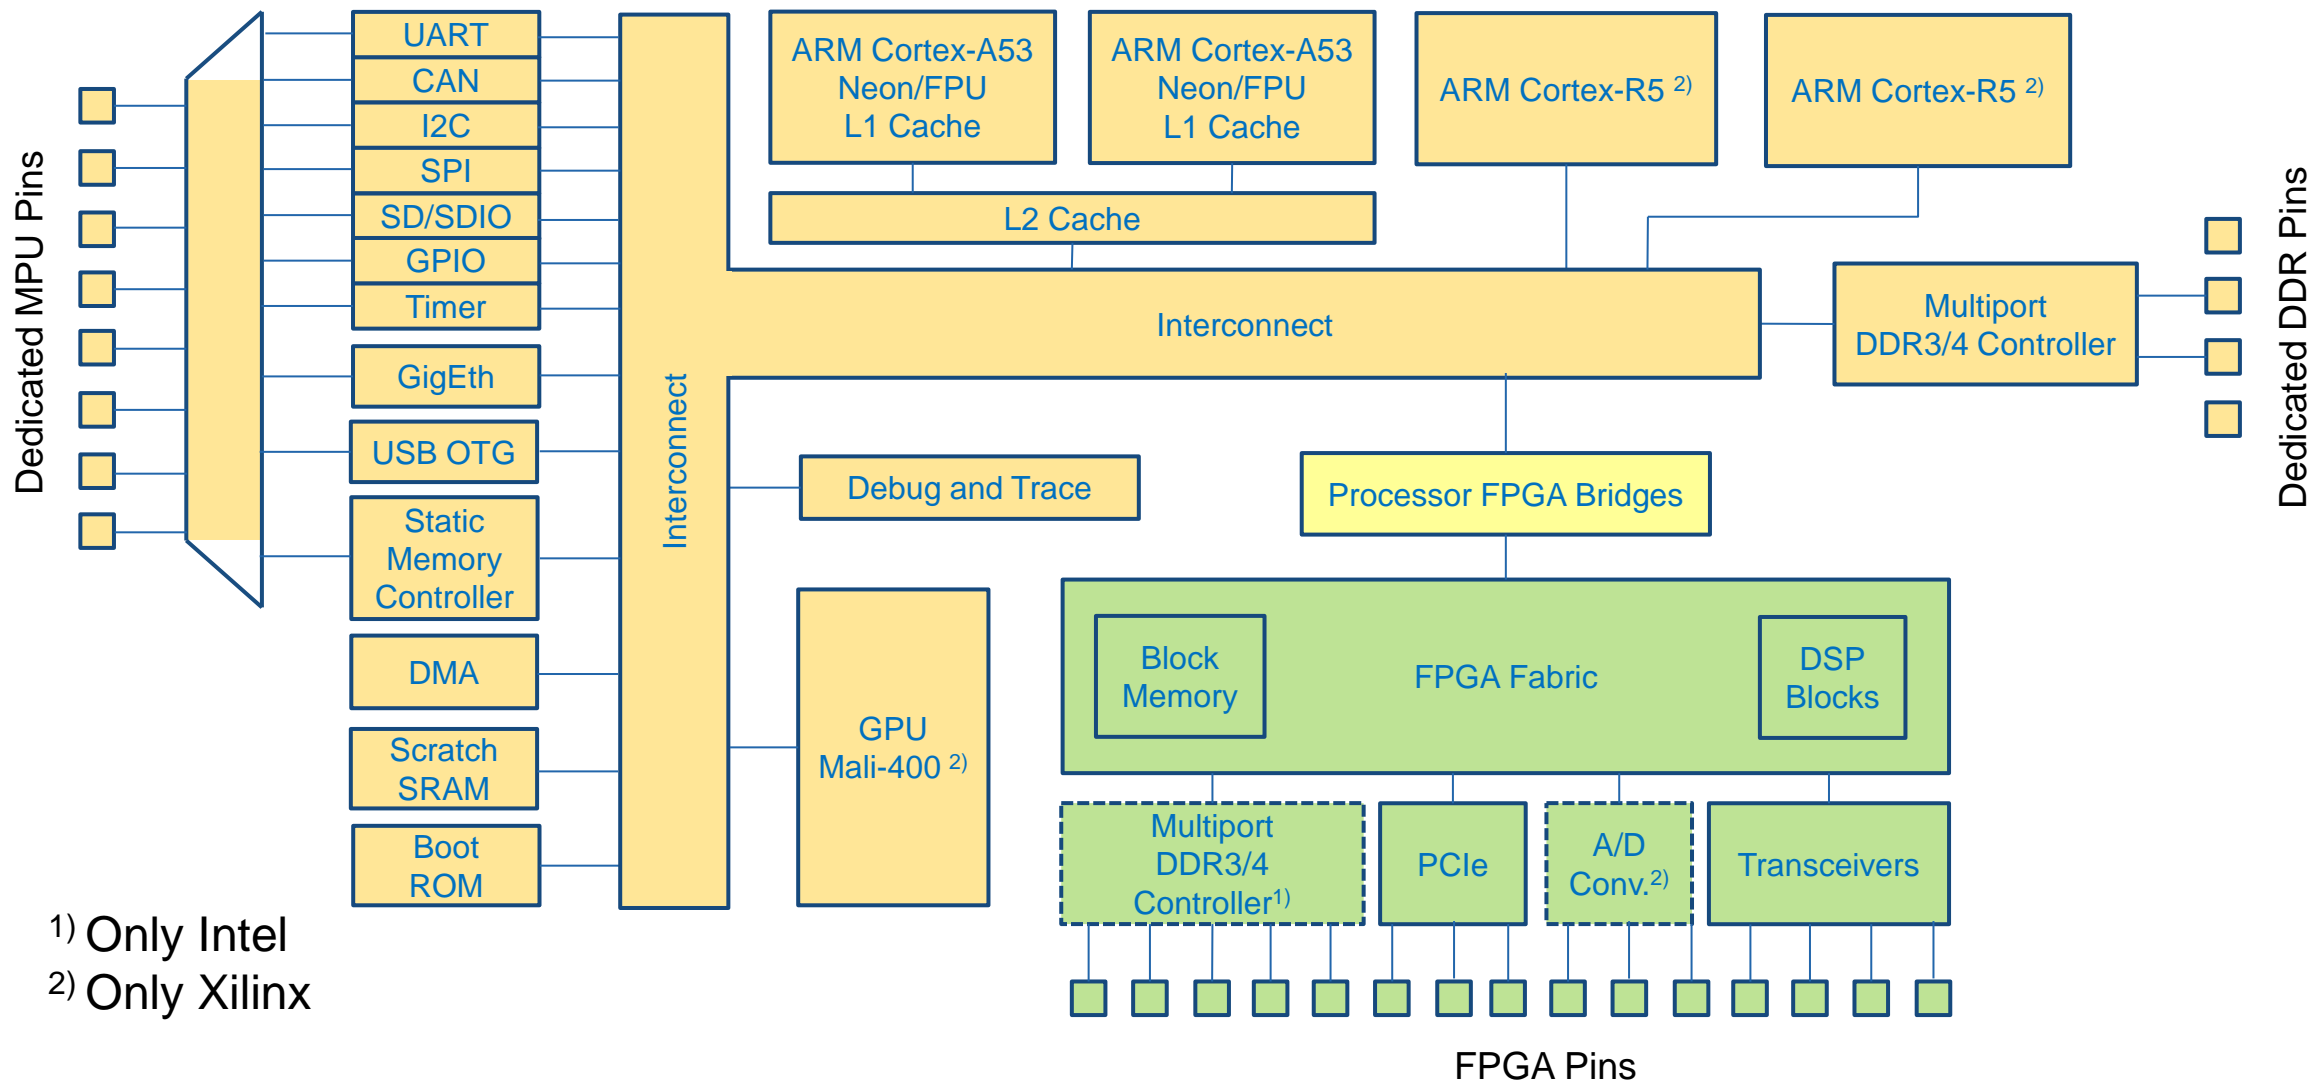 Dedicated MPU Pins
UART
CAN
I2C
SPI
SD/SDIO
GPIO
Timer
GigEth
USB OTG
Static
Memory
Controller
DMA
Scratch
SRAM
Boot
ROM
Interconnect
ARM Cortex-A53
Neon/FPU
L1 Cache
ARM Cortex-A53
Neon/FPU
L1 Cache
ARM Cortex-R5 2)
ARM Cortex-R5 2)
L2 Cache
Interconnect
Multiport
DDR3/4 Controller
Dedicated DDR Pins
Debug and Trace
Processor FPGA Bridges
GPU
Mali-400 2)
Block
Memory
FPGA Fabric
DSP
Blocks
Multiport
DDR3/4
Controller1)
PCIe
A/D
Conv.2)
Transceivers
1) Only Intel
2) Only Xilinx
FPGA Pins